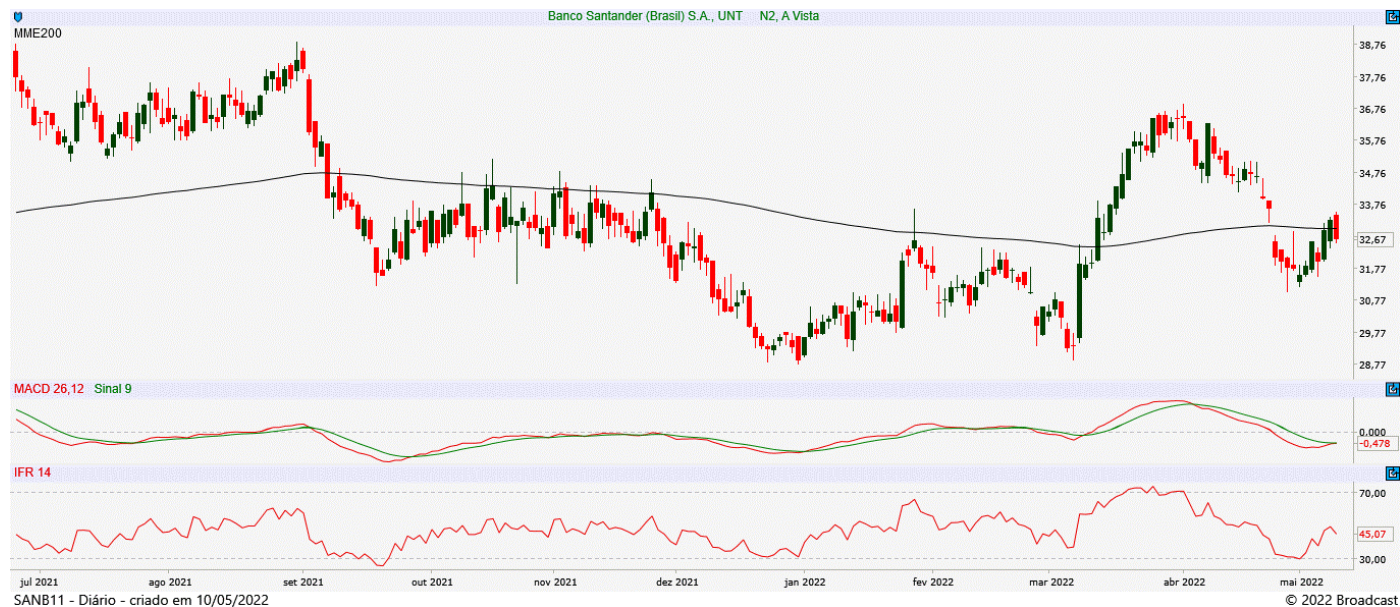 Banco Santander (Brasil) S.A., UNT N2, A Vista
MME200
38,76
37,76
36,76
35,76
34,76
33,76
32,67
31,77
30,77
29,77
28,77
MACD 26,12 Sinal 9
0,000
-0,478
IFR 14
70,00
45,07
30,00
jul 2021 ago 2021 set 2021 out 2021 nov 2021 dez 2021 jan 2022 fev 2022 mar 2022 abr 2022 mai 2022
SANB11 - Diário - criado em 10/05/2022 © 2022 Broadcast